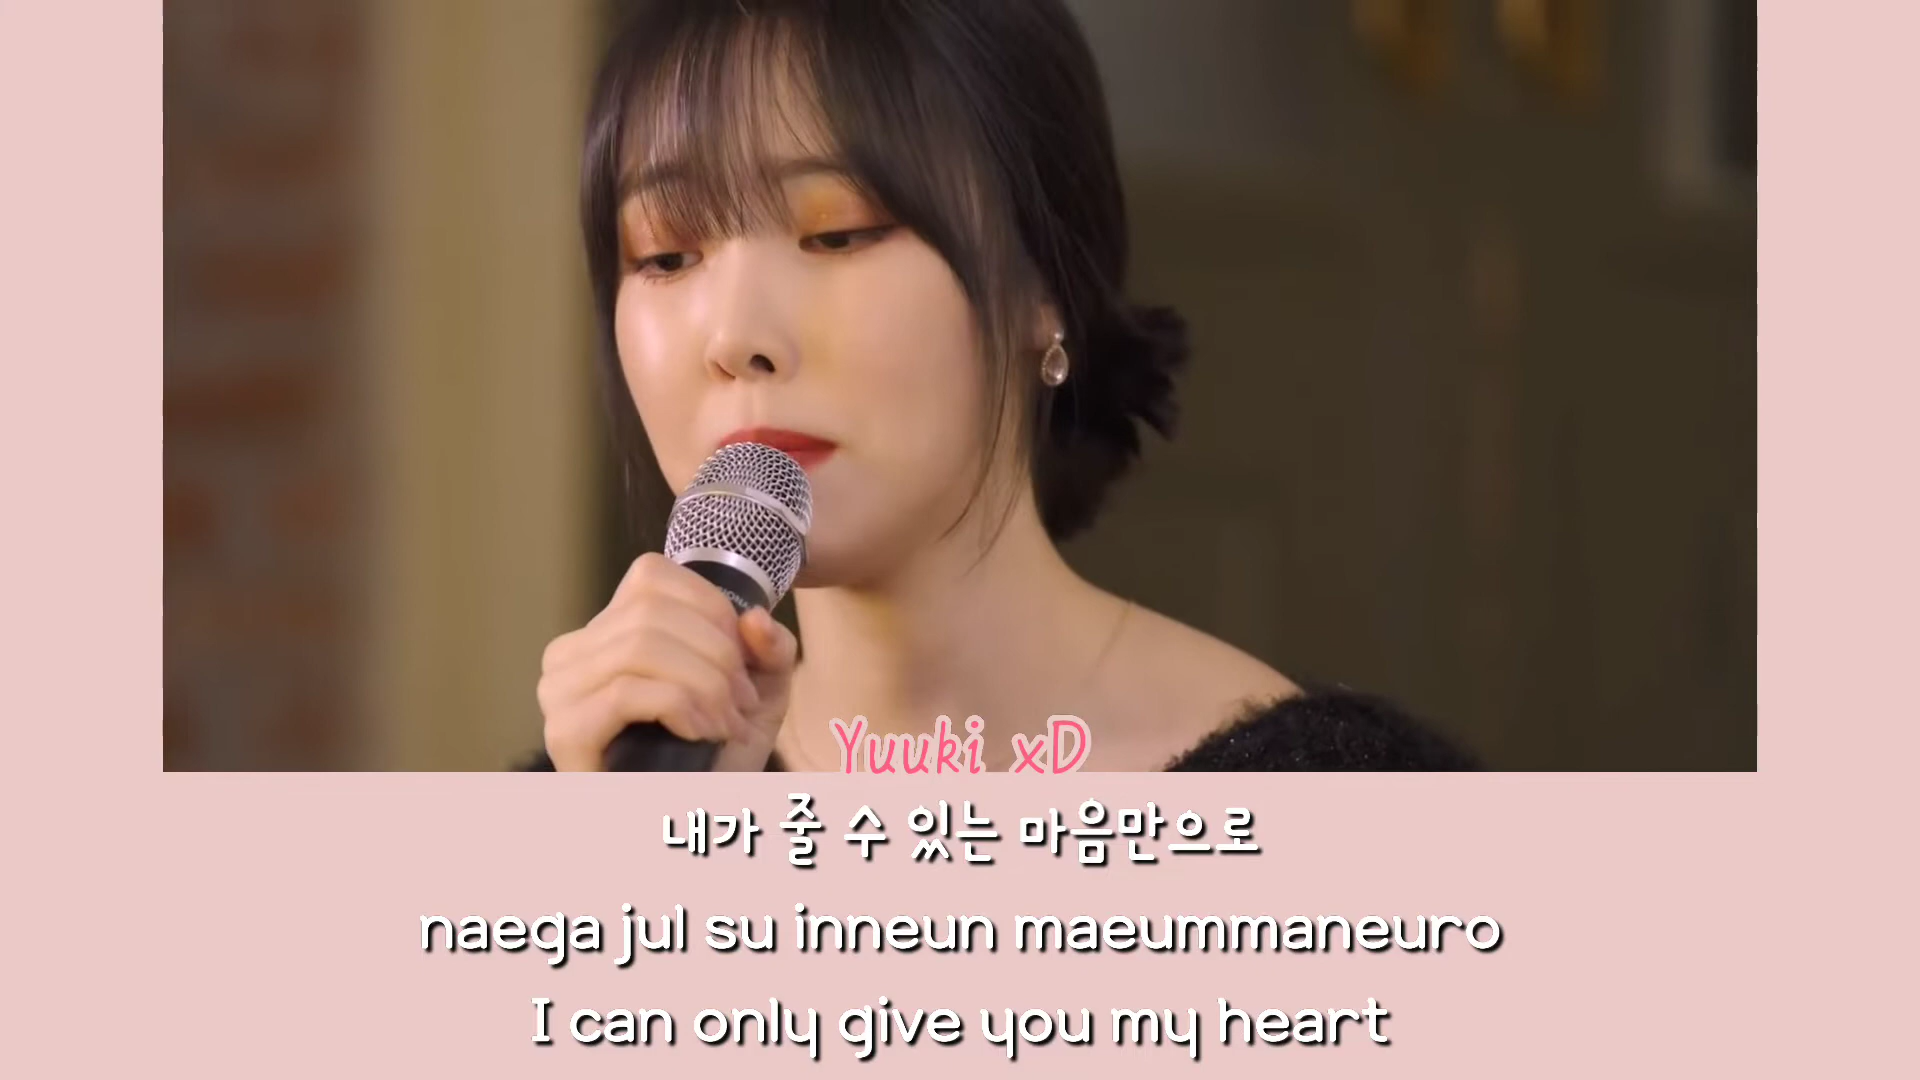 Yuuki xD
내가 줄 수 있는 마음만으로
naega jul su inneun maeummaneuro
I can only give you my heart